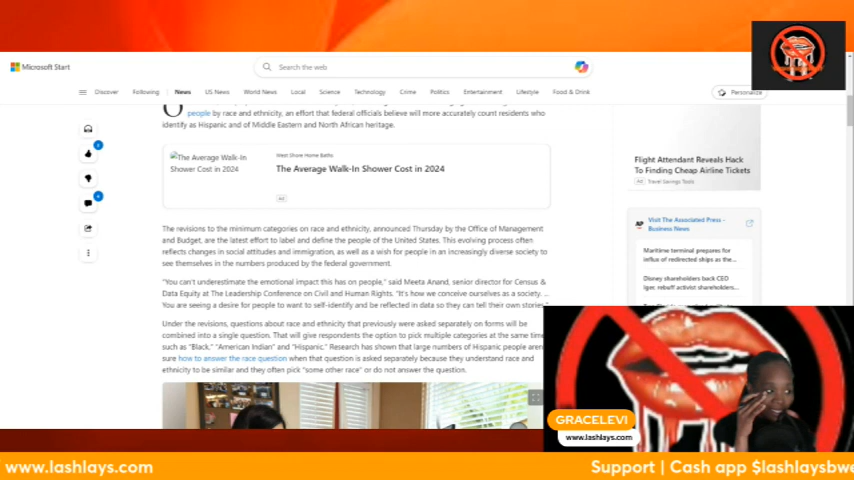 Microsoft Start
Search the web
Discover Following News US News World News Local Science Technology Crime Politics Entertainment Lifestyle Food & Drink
Personalize
people by race and ethnicity, an effort that federal officials believe will more accurately count residents who
identify as Hispanic and of Middle Eastern and North African heritage.
The Average Walk-In
Shower Cost in 2024
West Shore Home Baths
The Average Walk-In Shower Cost in 2024
Ad
The revisions to the minimum categories on race and ethnicity, announced Thursday by the Office of Management
and Budget, are the latest effort to label and define the people of the United States. This evolving process often
reflects changes in social attitudes and immigration, as well as a wish for people in an increasingly diverse society to
see themselves in the numbers produced by the federal government.
"You can't underestimate the emotional impact this has on people," said Meeta Anand, senior director for Census &
Data Equity at The Leadership Conference on Civil and Human Rights. "It's how we conceive ourselves as a society. ...
You are seeing a desire for people to want to self-identify and be reflected in data so they can tell their own stories."
Under the revisions, questions about race and ethnicity that previously were asked separately on forms will be
combined into a single question. That will give respondents the option to pick multiple categories at the same time
such as "Black," "American Indian" and "Hispanic." Research has shown that large numbers of Hispanic people aren
sure how to answer the race question when that question is asked separately because they understand race and
ethnicity to be similar and they often pick "some other race" or do not answer the question.
Flight Attendant Reveals Hack
To Finding Cheap Airline Tickets
Ad Travel Savings Tools
AP
Visit The Associated Press -
Business News
Maritime terminal prepares for
influx of redirected ships as the...
Disney shareholders back CEO
Iger, rebuff activist shareholders...
GRACELEVI
www.lashlays.com
www.lashlays.com
Support | Cash app $lashlaysbwe